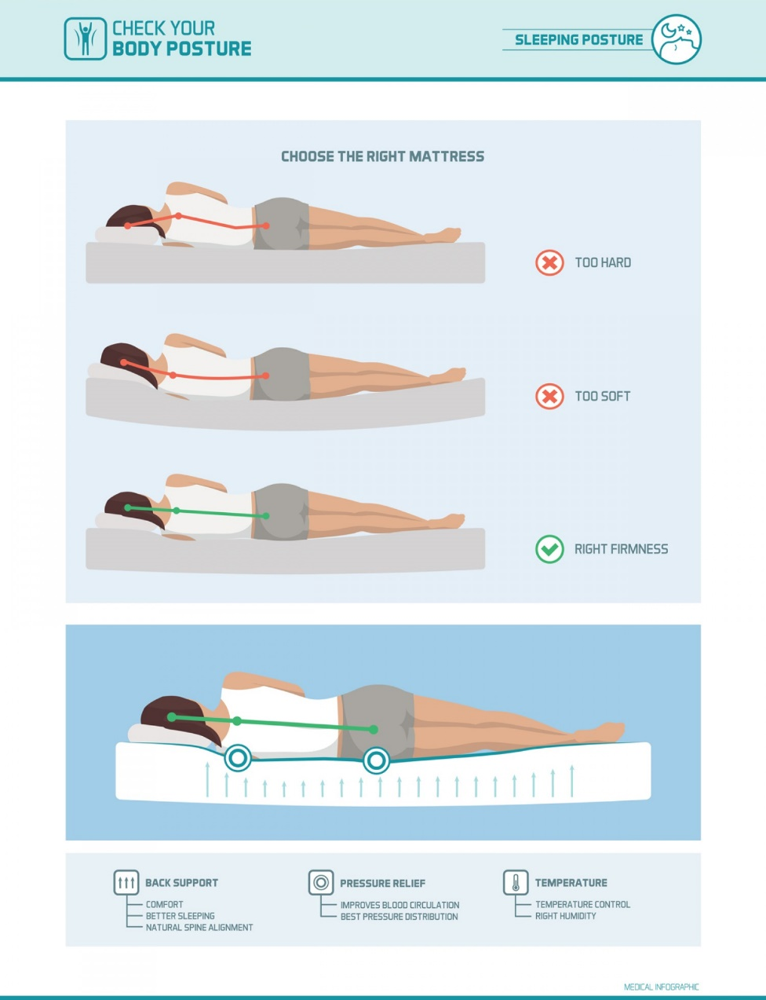 CHECK YOUR
BODY POSTURE
SLEEPING POSTURE
CHOOSE THE RIGHT MATTRESS
TOO HARD
TOO SOFT
RIGHT FIRMNESS
BACK SUPPORT
COMFORT
BETTER SLEEPING
NATURAL SPINE ALIGNMENT
PRESSURE RELIEF
IMPROVES BLOOD CIRCULATION
BEST PRESSURE DISTRIBUTION
TEMPERATURE
TEMPERATURE CONTROL
RIGHT HUMIDITY
MEDICAL INFOGRAPHIC